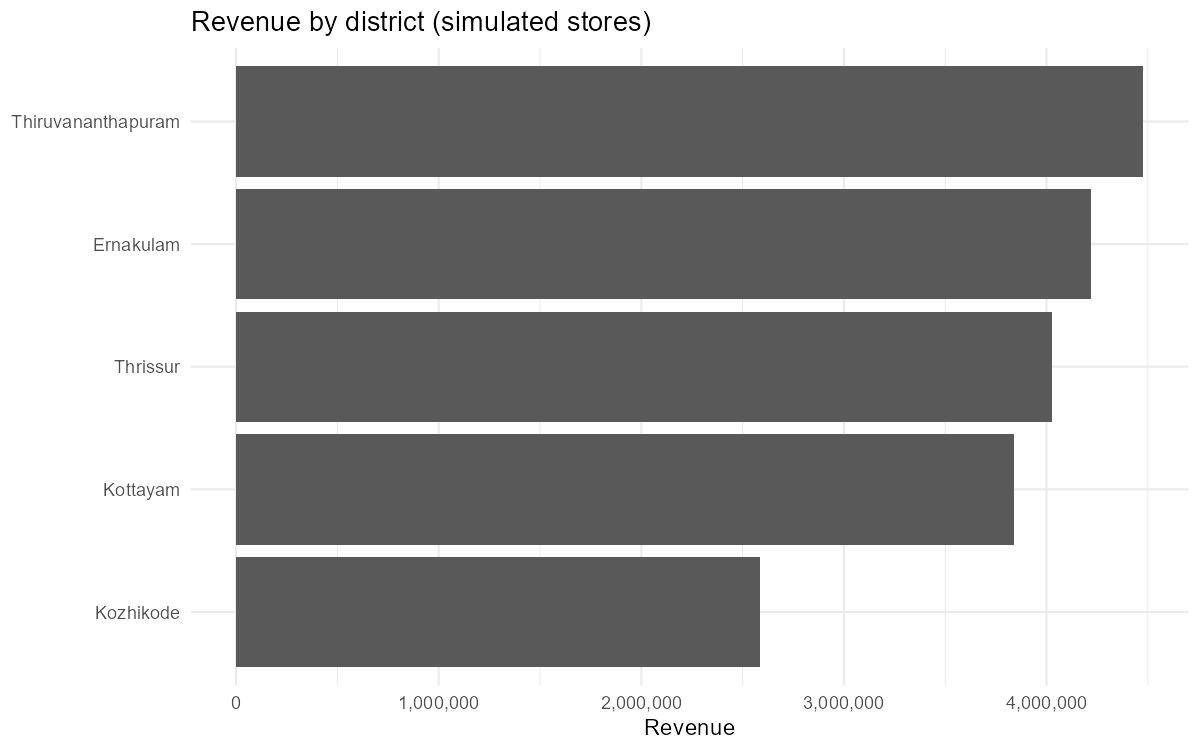 Revenue by district (simulated stores)
Thiruvananthapuram
Ernakulam
Thrissur
Kottayam
Kozhikode
0 1,000,000 2,000,000 3,000,000 4,000,000
Revenue